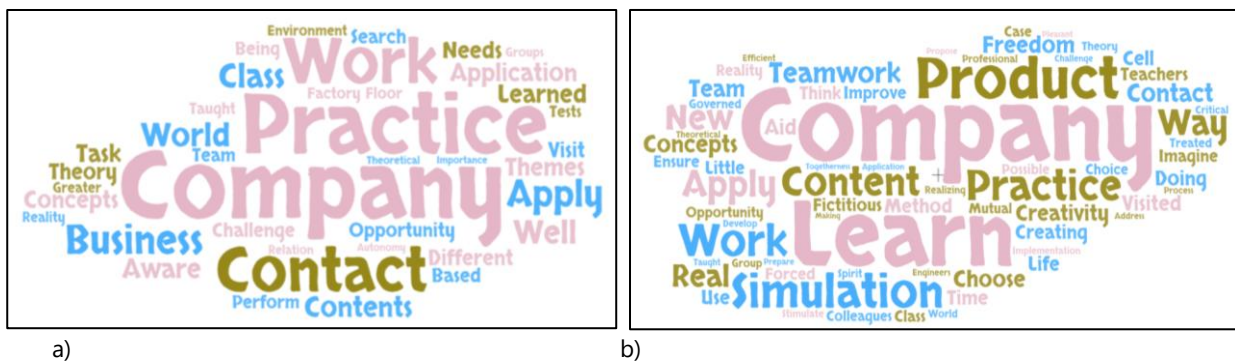 Environment Search
Being Work Needs Groups
Class Application
Factory Floor Learned
Taught Practice Tests
World
Team Theoretical Importance Visit
Task Company Themes
Theory
Greater Apply
Concepts
Reality Challenge Opportunity Well
Business Relation Autonomy Different
Aware Contact Based
Perform Contents
a)
Case Pleasant
Efficient Propose Freedom Theory
Professional Challenge Cell
Reality Teamwork Product Teachers
Team Think Improve Contact
Governed Critical
New Aid Company Way
Theoretical Treated
Concepts Imagine
Ensure Little Togetherness Application Possible Choice Doing
Process
Apply Content Realizing Practice Visited
Opportunity Fictitious Method Mutual Creativity Address
Making
Develop Learn Creating
Work Implementation
Taught Group Prepare Life
Real Forced Spirit Engineers Choose
Use Simulation Time
Stimulate Colleagues Class World
b)